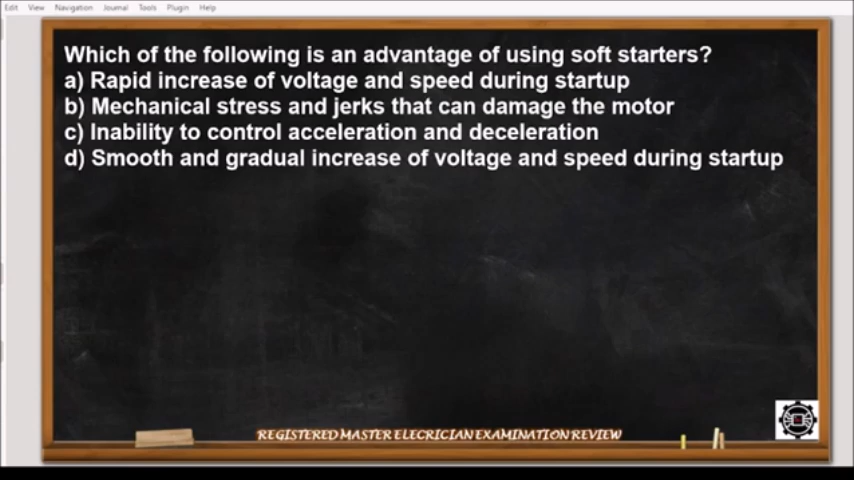 Edit View Navigation Journal Tools Plugin Help
Which of the following is an advantage of using soft starters?
a) Rapid increase of voltage and speed during startup
b) Mechanical stress and jerks that can damage the motor
c) Inability to control acceleration and deceleration
d) Smooth and gradual increase of voltage and speed during startup
REGISTERED MASTER ELECRICIAN EXAMINATION REVIEW